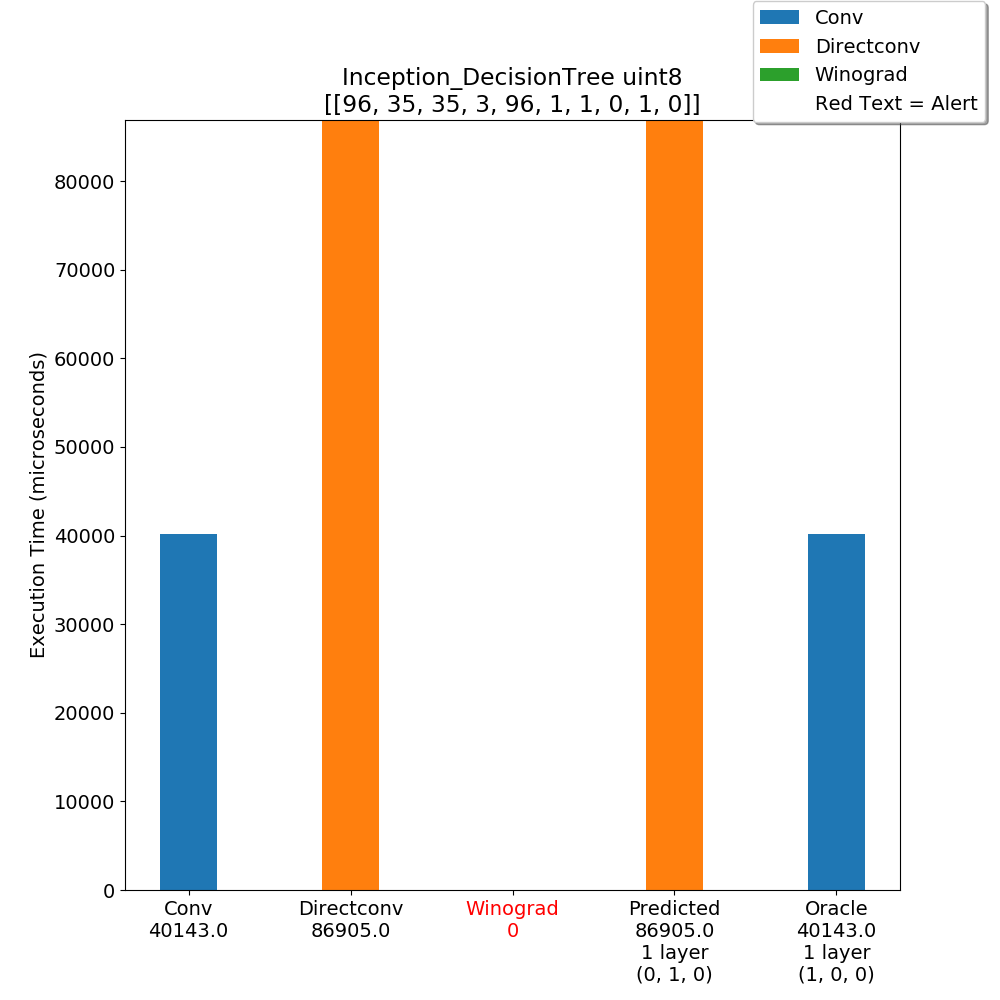 Conv
Directconv
Winograd
Red Text = Alert
Inception_DecisionTree uint8
[[96, 35, 35, 3, 96, 1, 1, 0, 1, 0]]
Execution Time (microseconds)
80000
70000
60000
50000
40000
30000
20000
10000
0
Conv
40143.0
Directconv
86905.0
Winograd
0
Predicted
86905.0
1 layer
(0, 1, 0)
Oracle
40143.0
1 layer
(1, 0, 0)